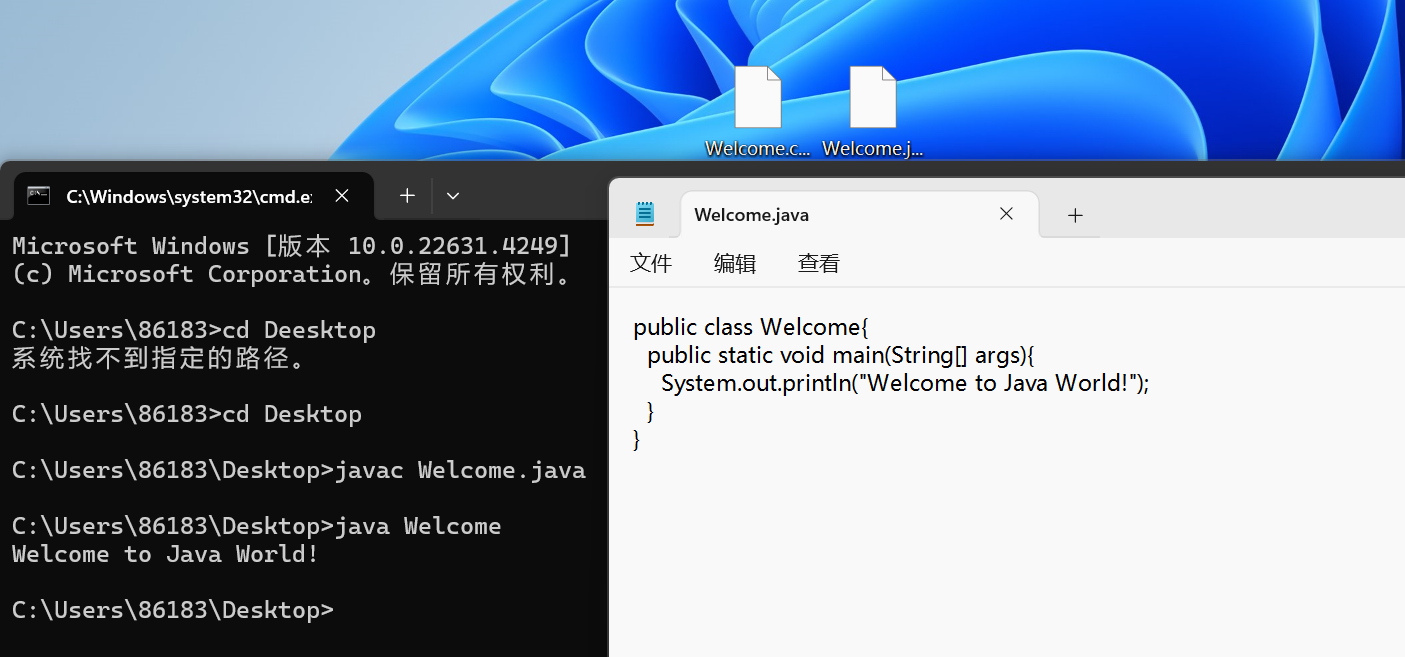 Welcome.c... Welcome.j...
C:\Windows\system32\cmd.e
Microsoft Windows [版本 10.0.22631.4249]
(c) Microsoft Corporation。保留所有权利。
C:\Users\86183>cd Deesktop
系统找不到指定的路径。
C:\Users\86183>cd Desktop
C:\Users\86183\Desktop>javac Welcome.java
C:\Users\86183\Desktop>java Welcome
Welcome to Java World!
C:\Users\86183\Desktop>
Welcome.java
文件 编辑 查看
public class Welcome{
public static void main(String[] args){
System.out.println("Welcome to Java World!");
}
}